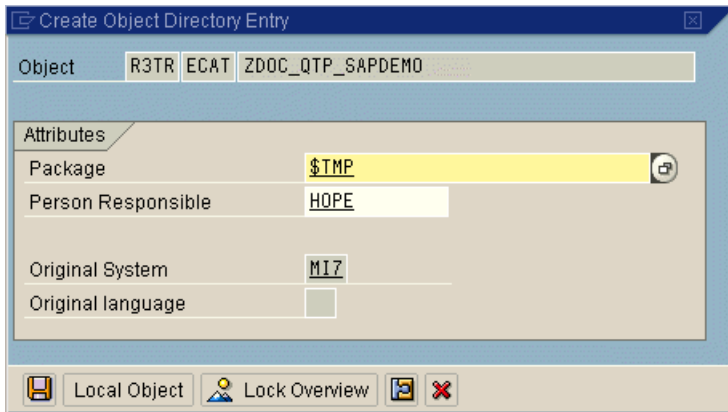 Create Object Directory Entry
Object R3TR ECAT ZDOC_QTP_SAPDEMO
Attributes
Package $TMP
Person Responsible HOPE
Original System MI7
Original language
Local Object Lock Overview